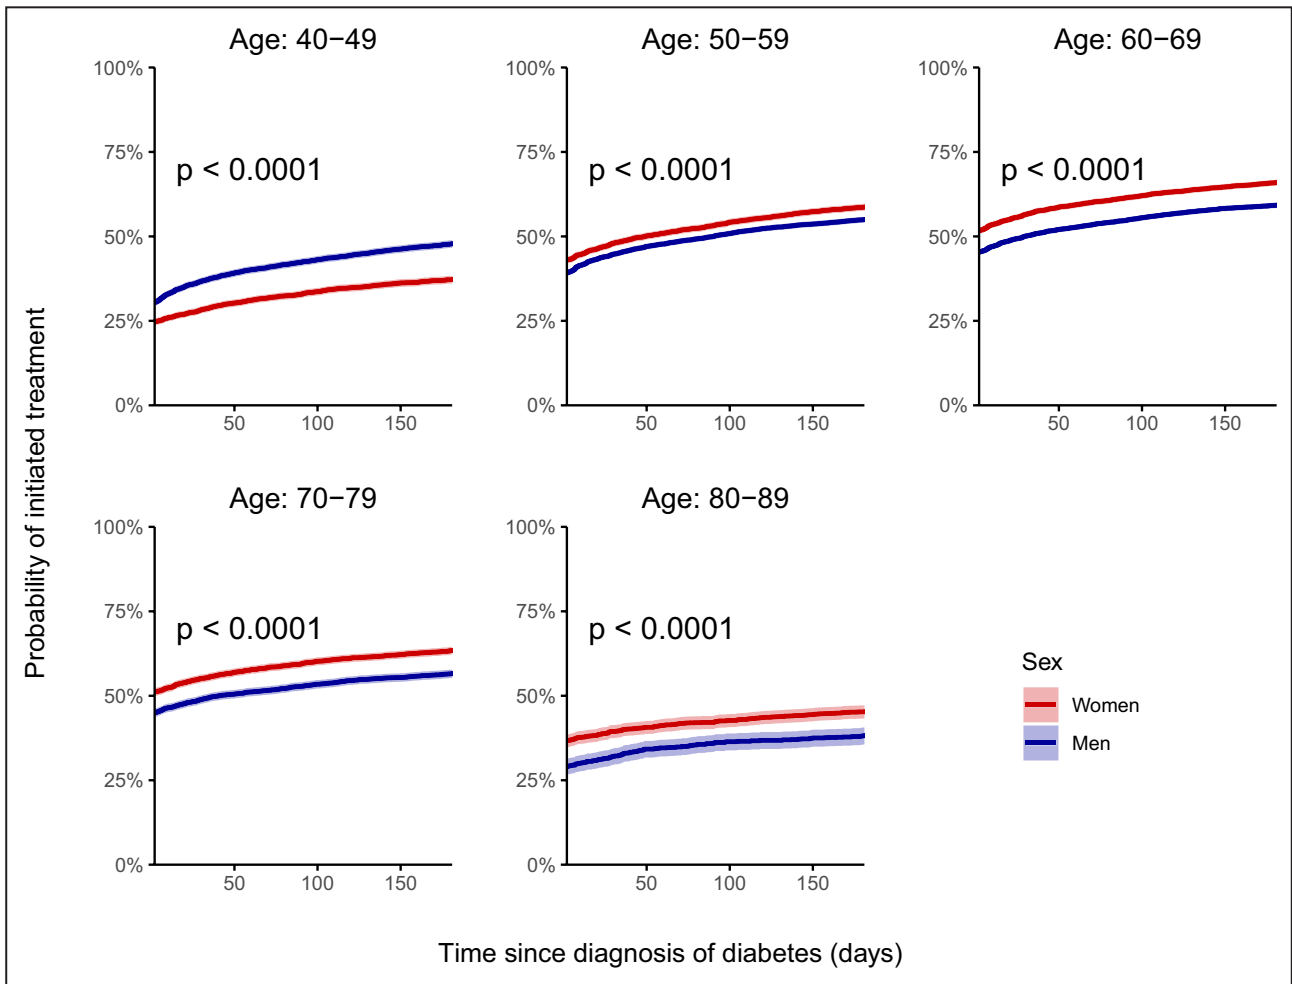 Age: 40−49
100%
75%
p < 0.0001
50%
25%
0%
50 100 150
Age: 50−59
100%
75%
p < 0.0001
50%
25%
0%
50 100 150
Age: 60−69
100%
75%
p < 0.0001
50%
25%
0%
50 100 150
Probability of initiated treatment
Age: 70−79
100%
75%
p < 0.0001
50%
25%
0%
50 100 150
Age: 80−89
100%
75%
p < 0.0001
50%
25%
0%
50 100 150
Sex
Women
Men
Time since diagnosis of diabetes (days)